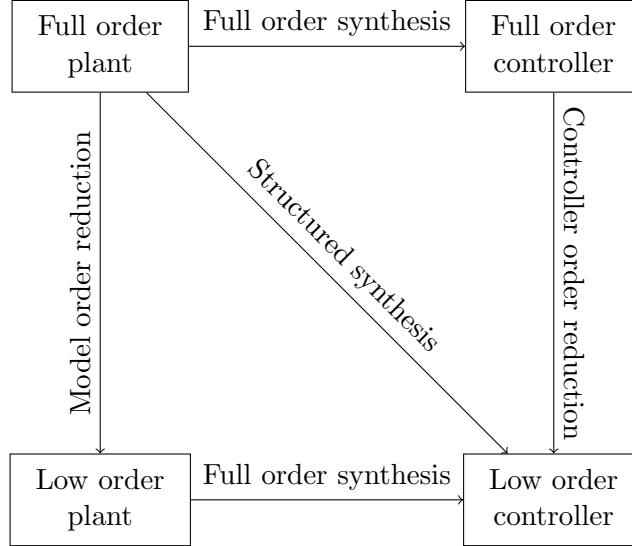 Full order
plant
Full order synthesis
Full order
controller
Model order reduction
Structured synthesis
Controller order reduction
Low order
plant
Full order synthesis
Low order
controller